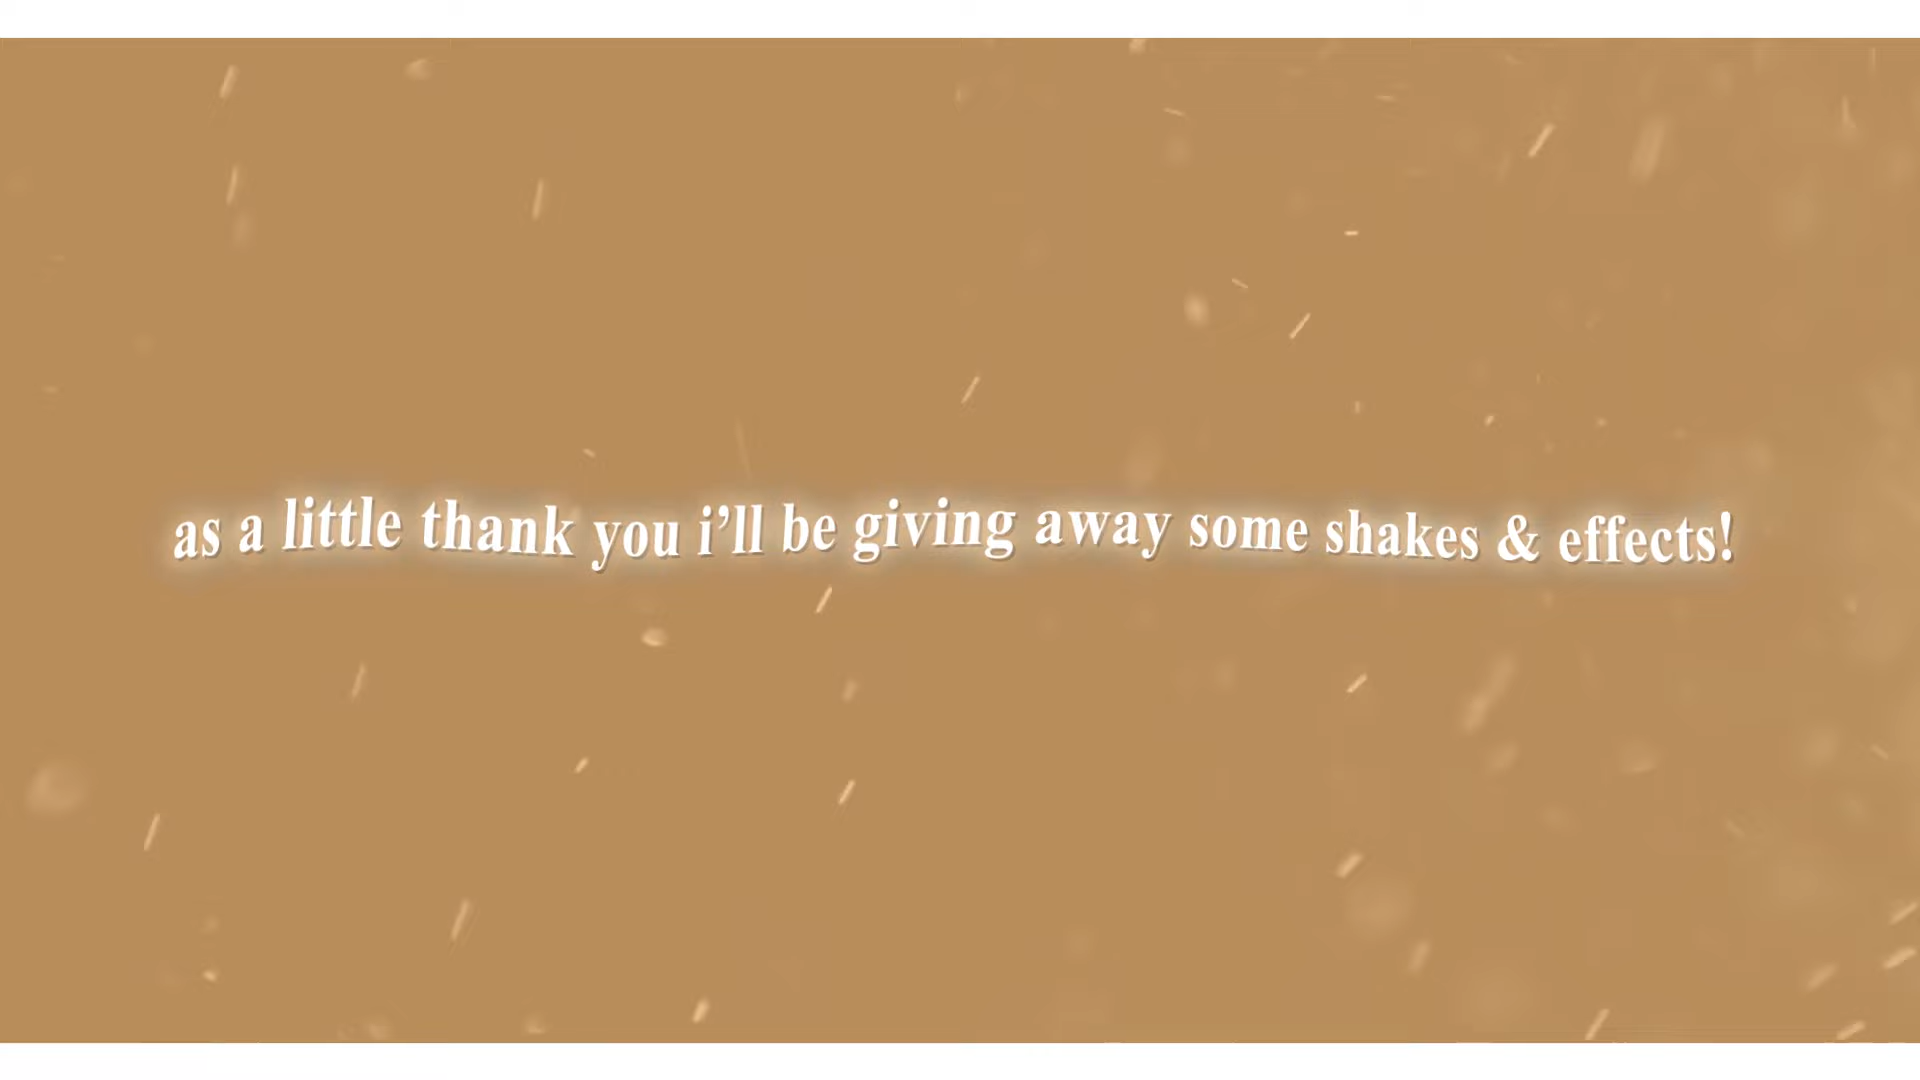 as a little thank you i’ll be giving away some shakes & effects!